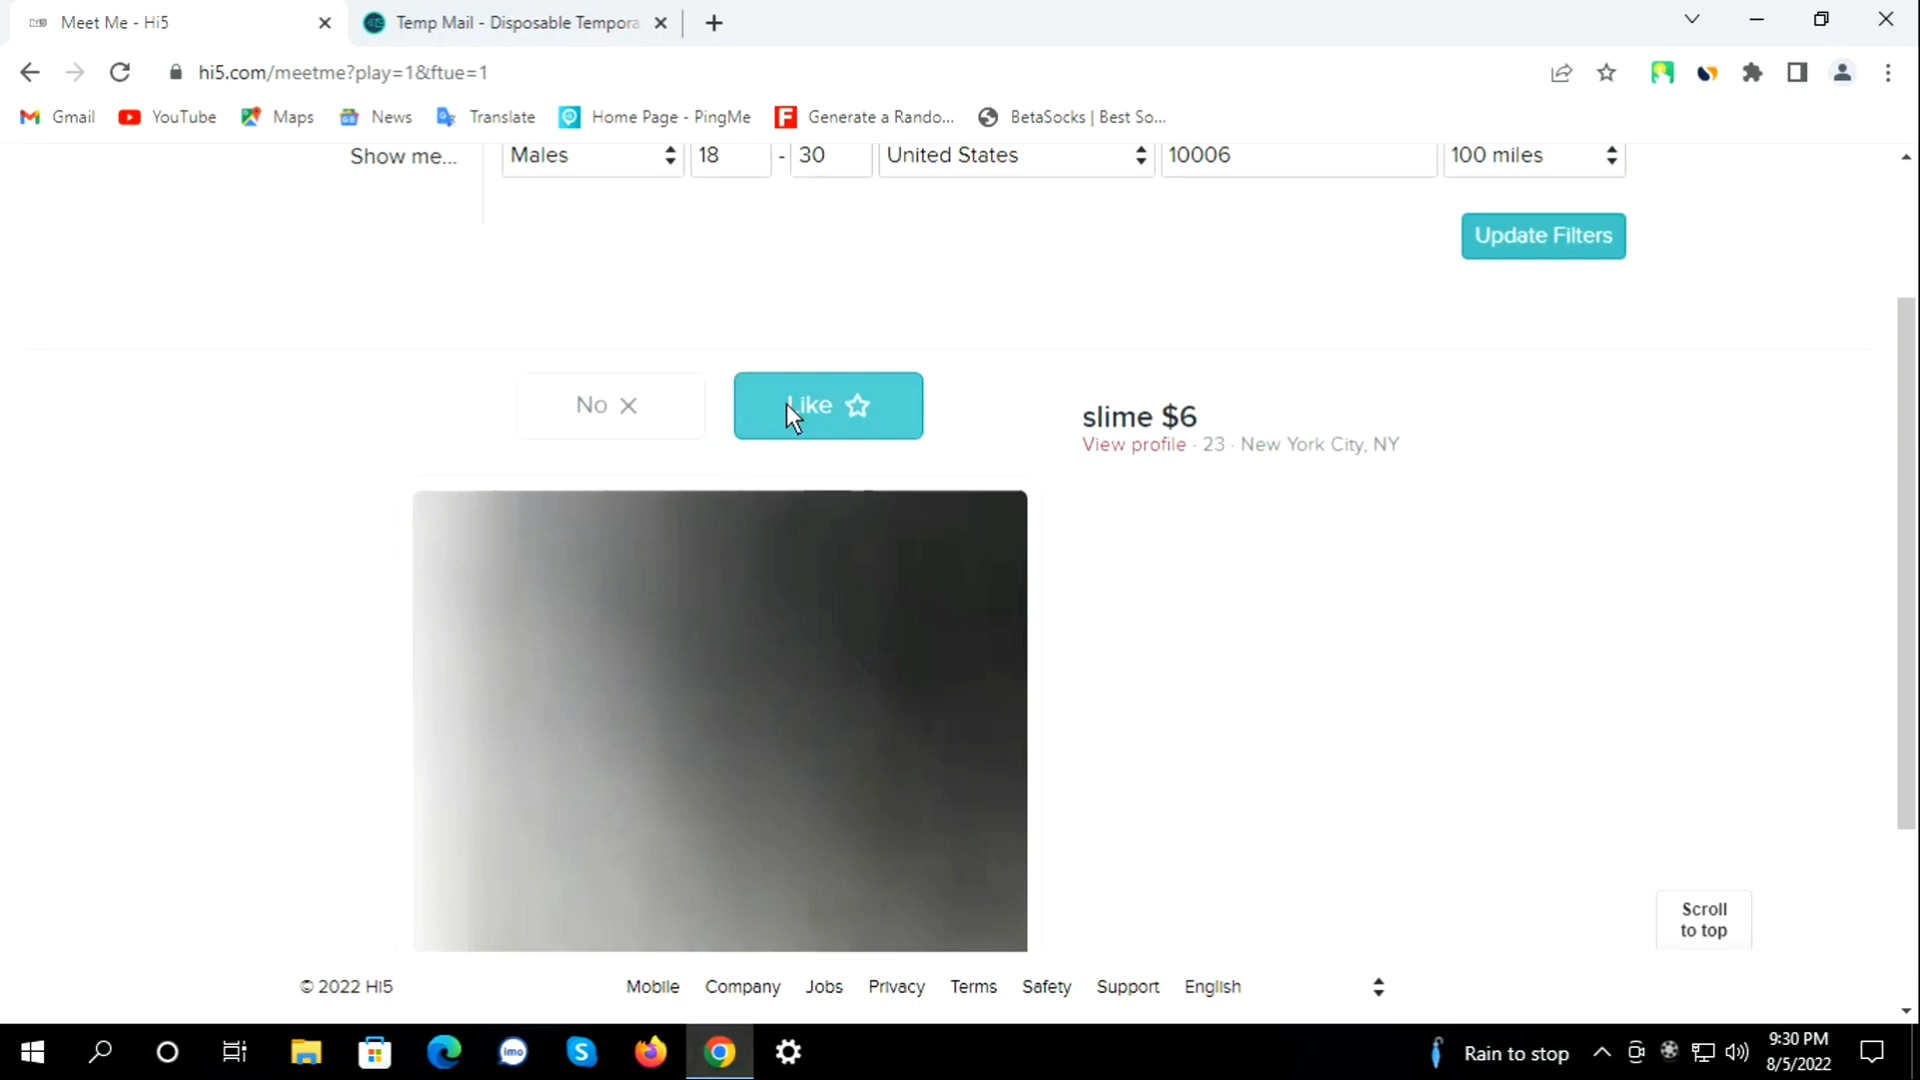 Meet Me - Hi5
Temp Mail - Disposable Tempora
hi5.com/meetme?play=1&ftue=1
Gmail
YouTube
Maps
News
Translate
Home Page - PingMe
Generate a Rando...
BetaSocks | Best So...
Show me...
Males
18
-
30
United States
10006
100 miles
Update Filters
No
Like
slime $6
View profile · 23 · New York City, NY
Scroll
to top
© 2022 Hi5
Mobile
Company
Jobs
Privacy
Terms
Safety
Support
English
imo
Rain to stop
9:30 PM
8/5/2022